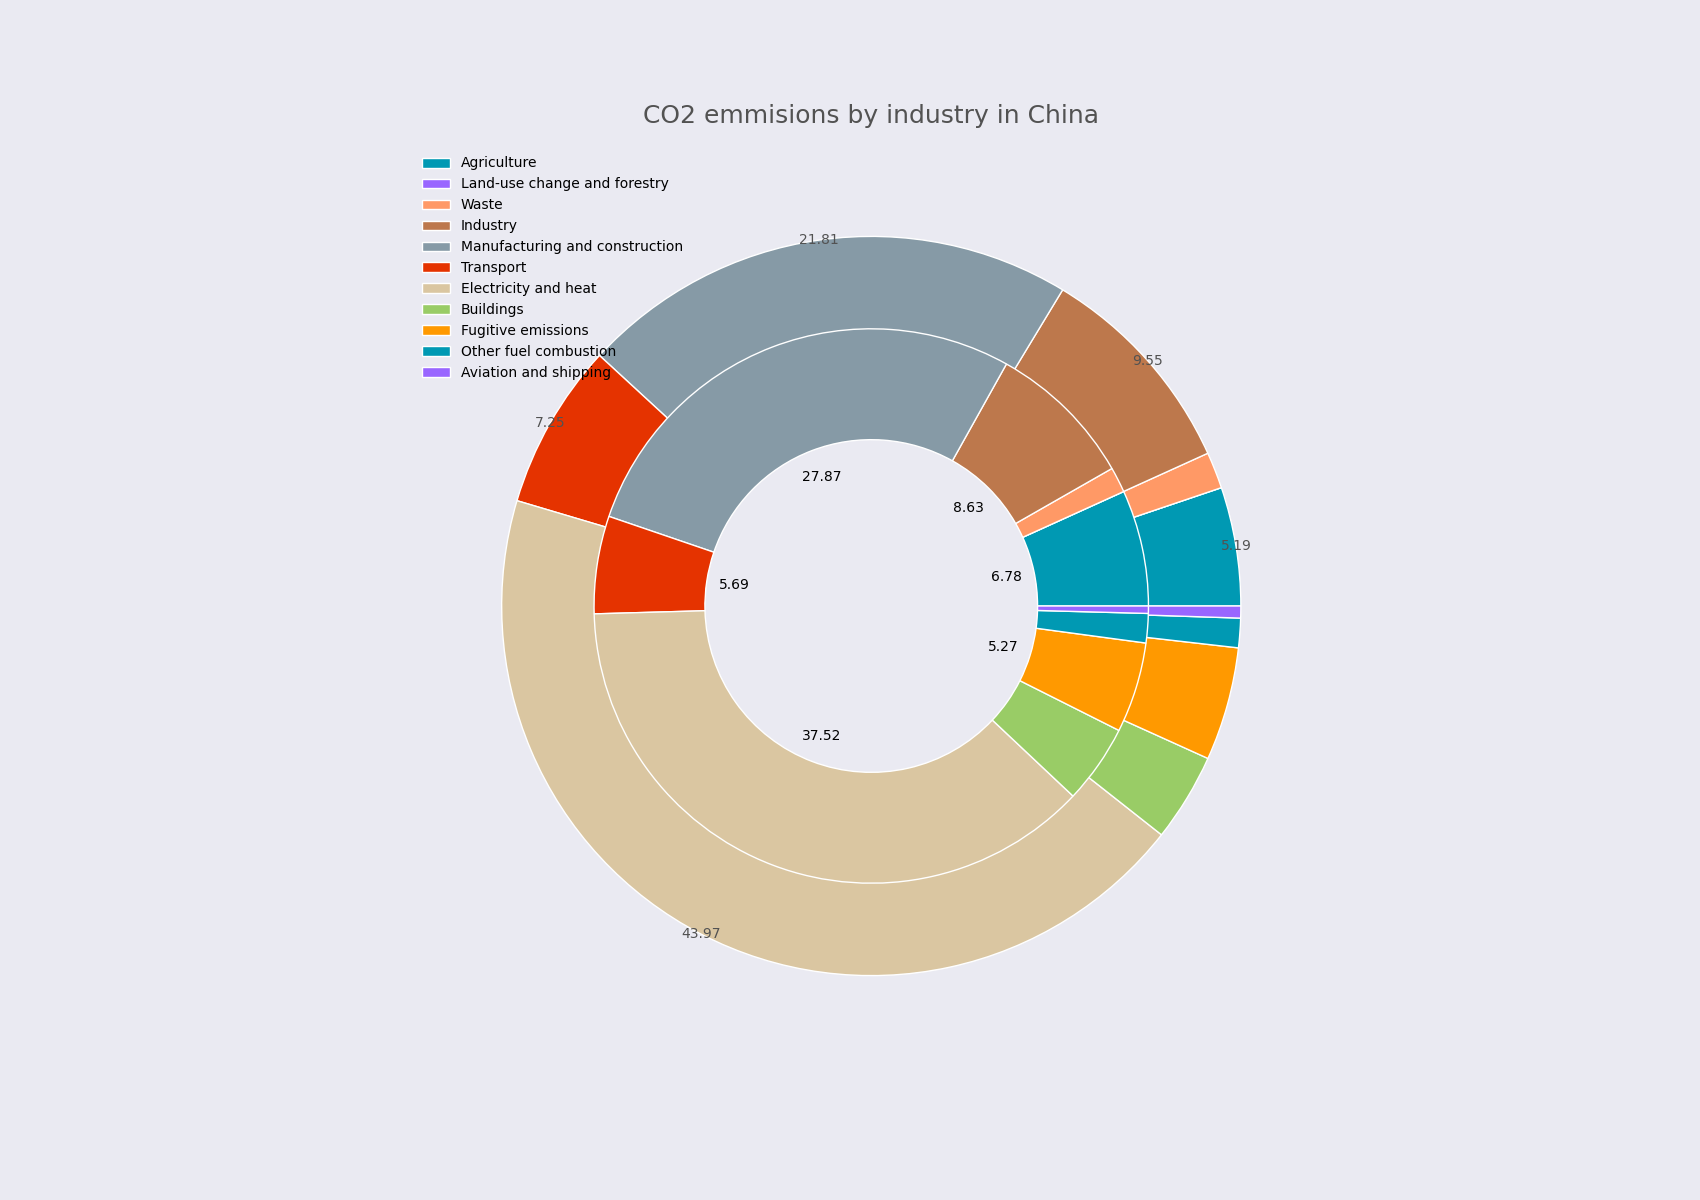 CO2 emmisions by industry in China
Agriculture
Land-use change and forestry
Waste
Industry
Manufacturing and construction
Transport
Electricity and heat
Buildings
Fugitive emissions
Other fuel combustion
Aviation and shipping
21.81
9.55
7.25
27.87
8.63
5.19
6.78
5.69
5.27
37.52
43.97